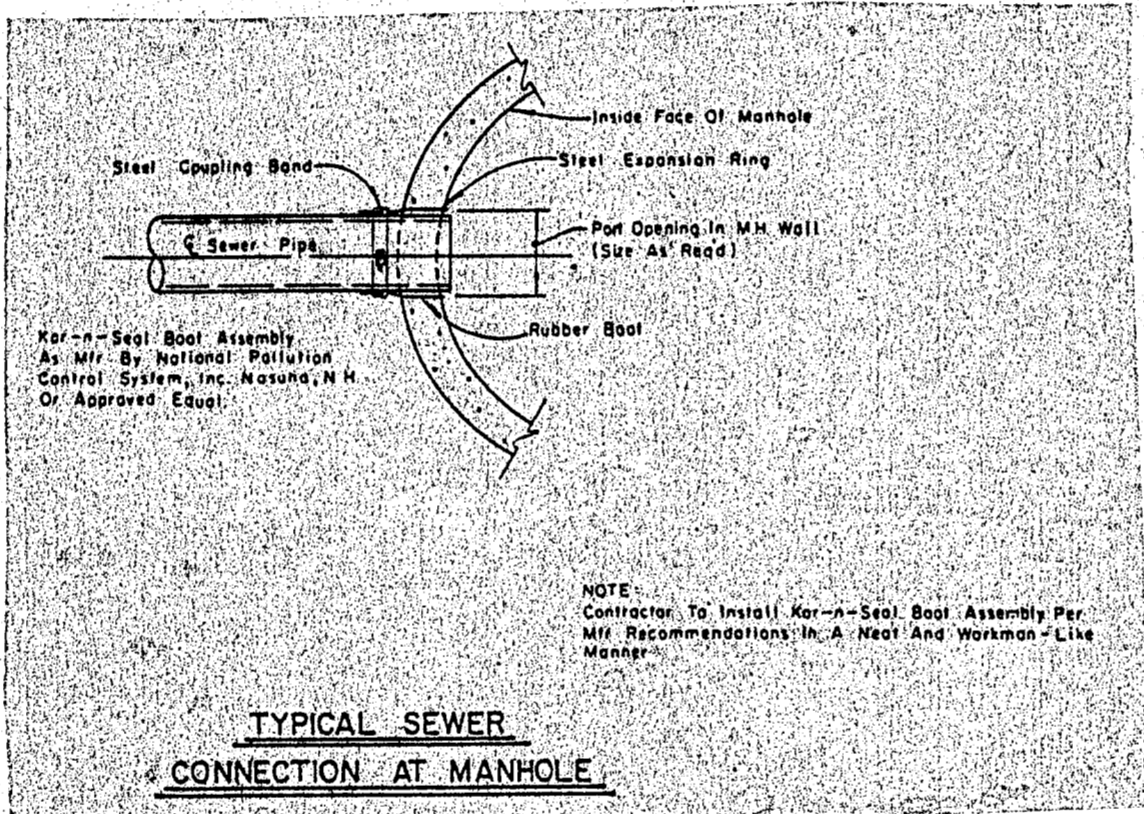 Inside Face Of Manhole
Steel Coupling Band
Steel Expansion Ring
Port Opening In M.H. Wall
(Size As Reqd)
℄ Sewer Pipe
Rubber Boot
Kor-n-Seal Boot Assembly
As Mfr By National Pollution
Control System, Inc. Nasuna, N.H.
Or Approved Equal.
NOTE:
Contractor To Install Kor-n-Seal Boot Assembly Per
Mfr Recommendations In A Neat And Workman-Like
Manner
TYPICAL SEWER
CONNECTION AT MANHOLE